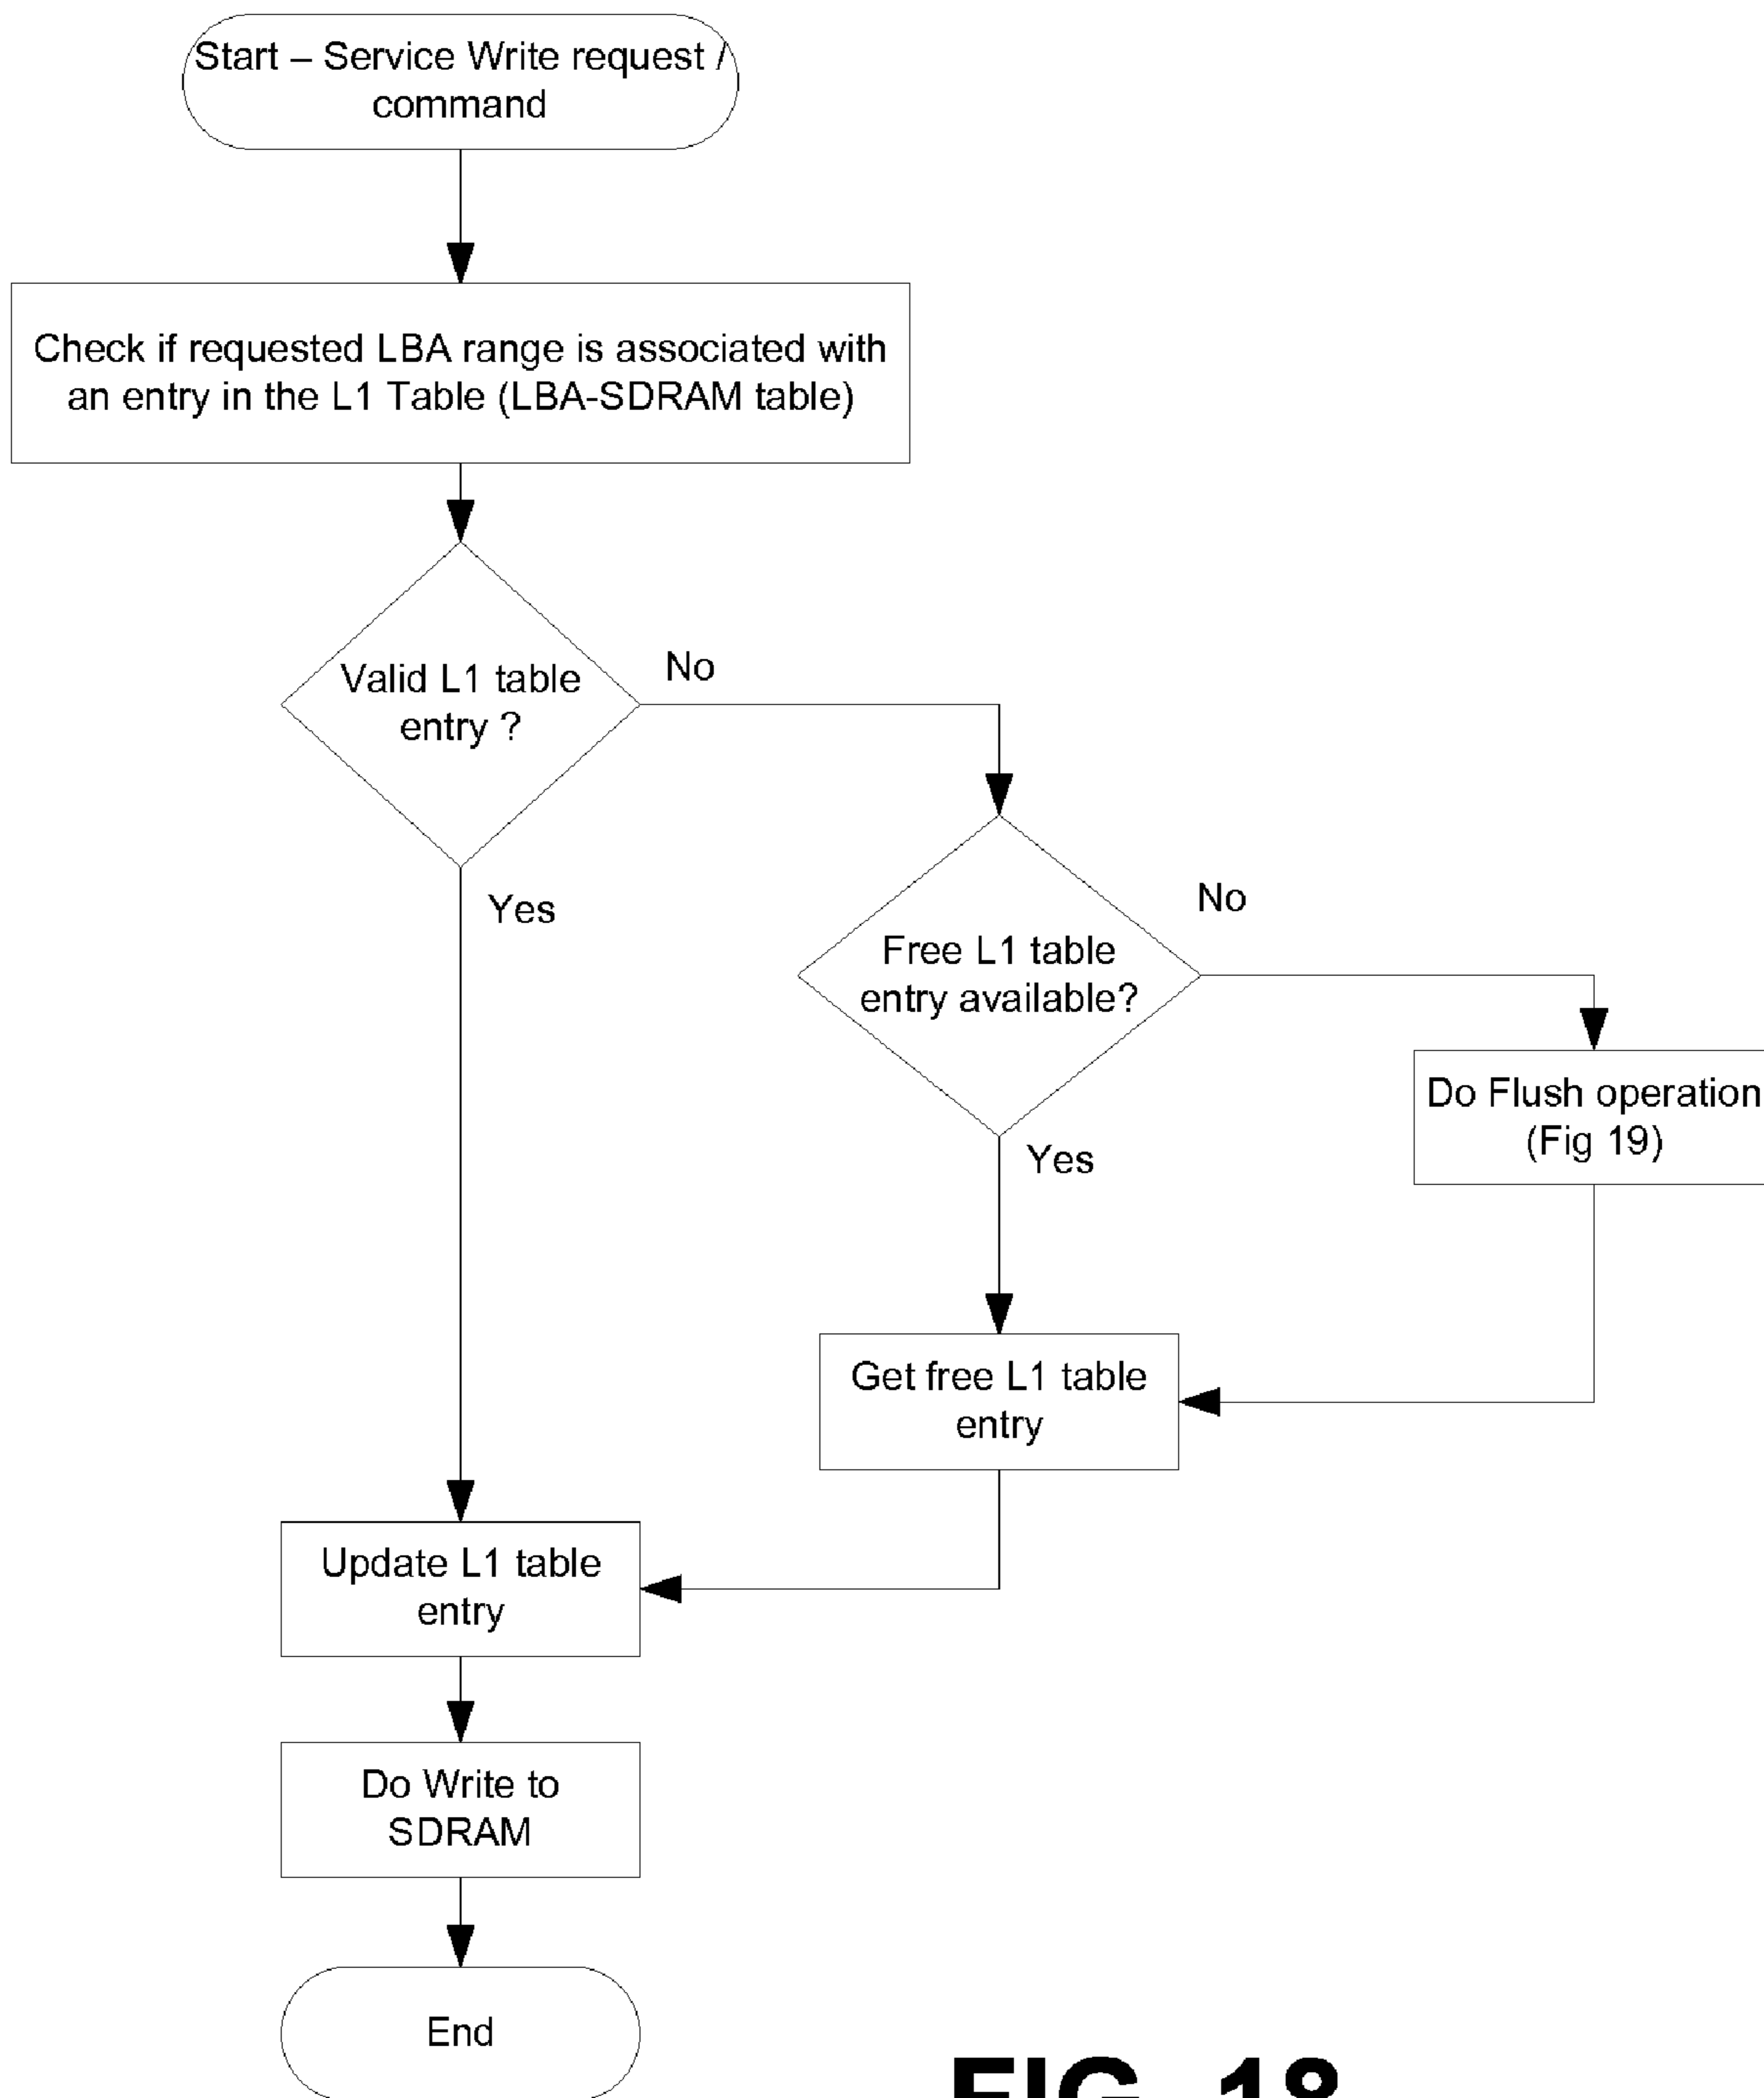 Start – Service Write request /
command
Check if requested LBA range is associated with
an entry in the L1 Table (LBA-SDRAM table)
Valid L1 table
entry ?
No
Yes
Free L1 table
entry available?
No
Yes
Do Flush operation
(Fig 19)
Get free L1 table
entry
Update L1 table
entry
Do Write to
SDRAM
End
FIG. 18